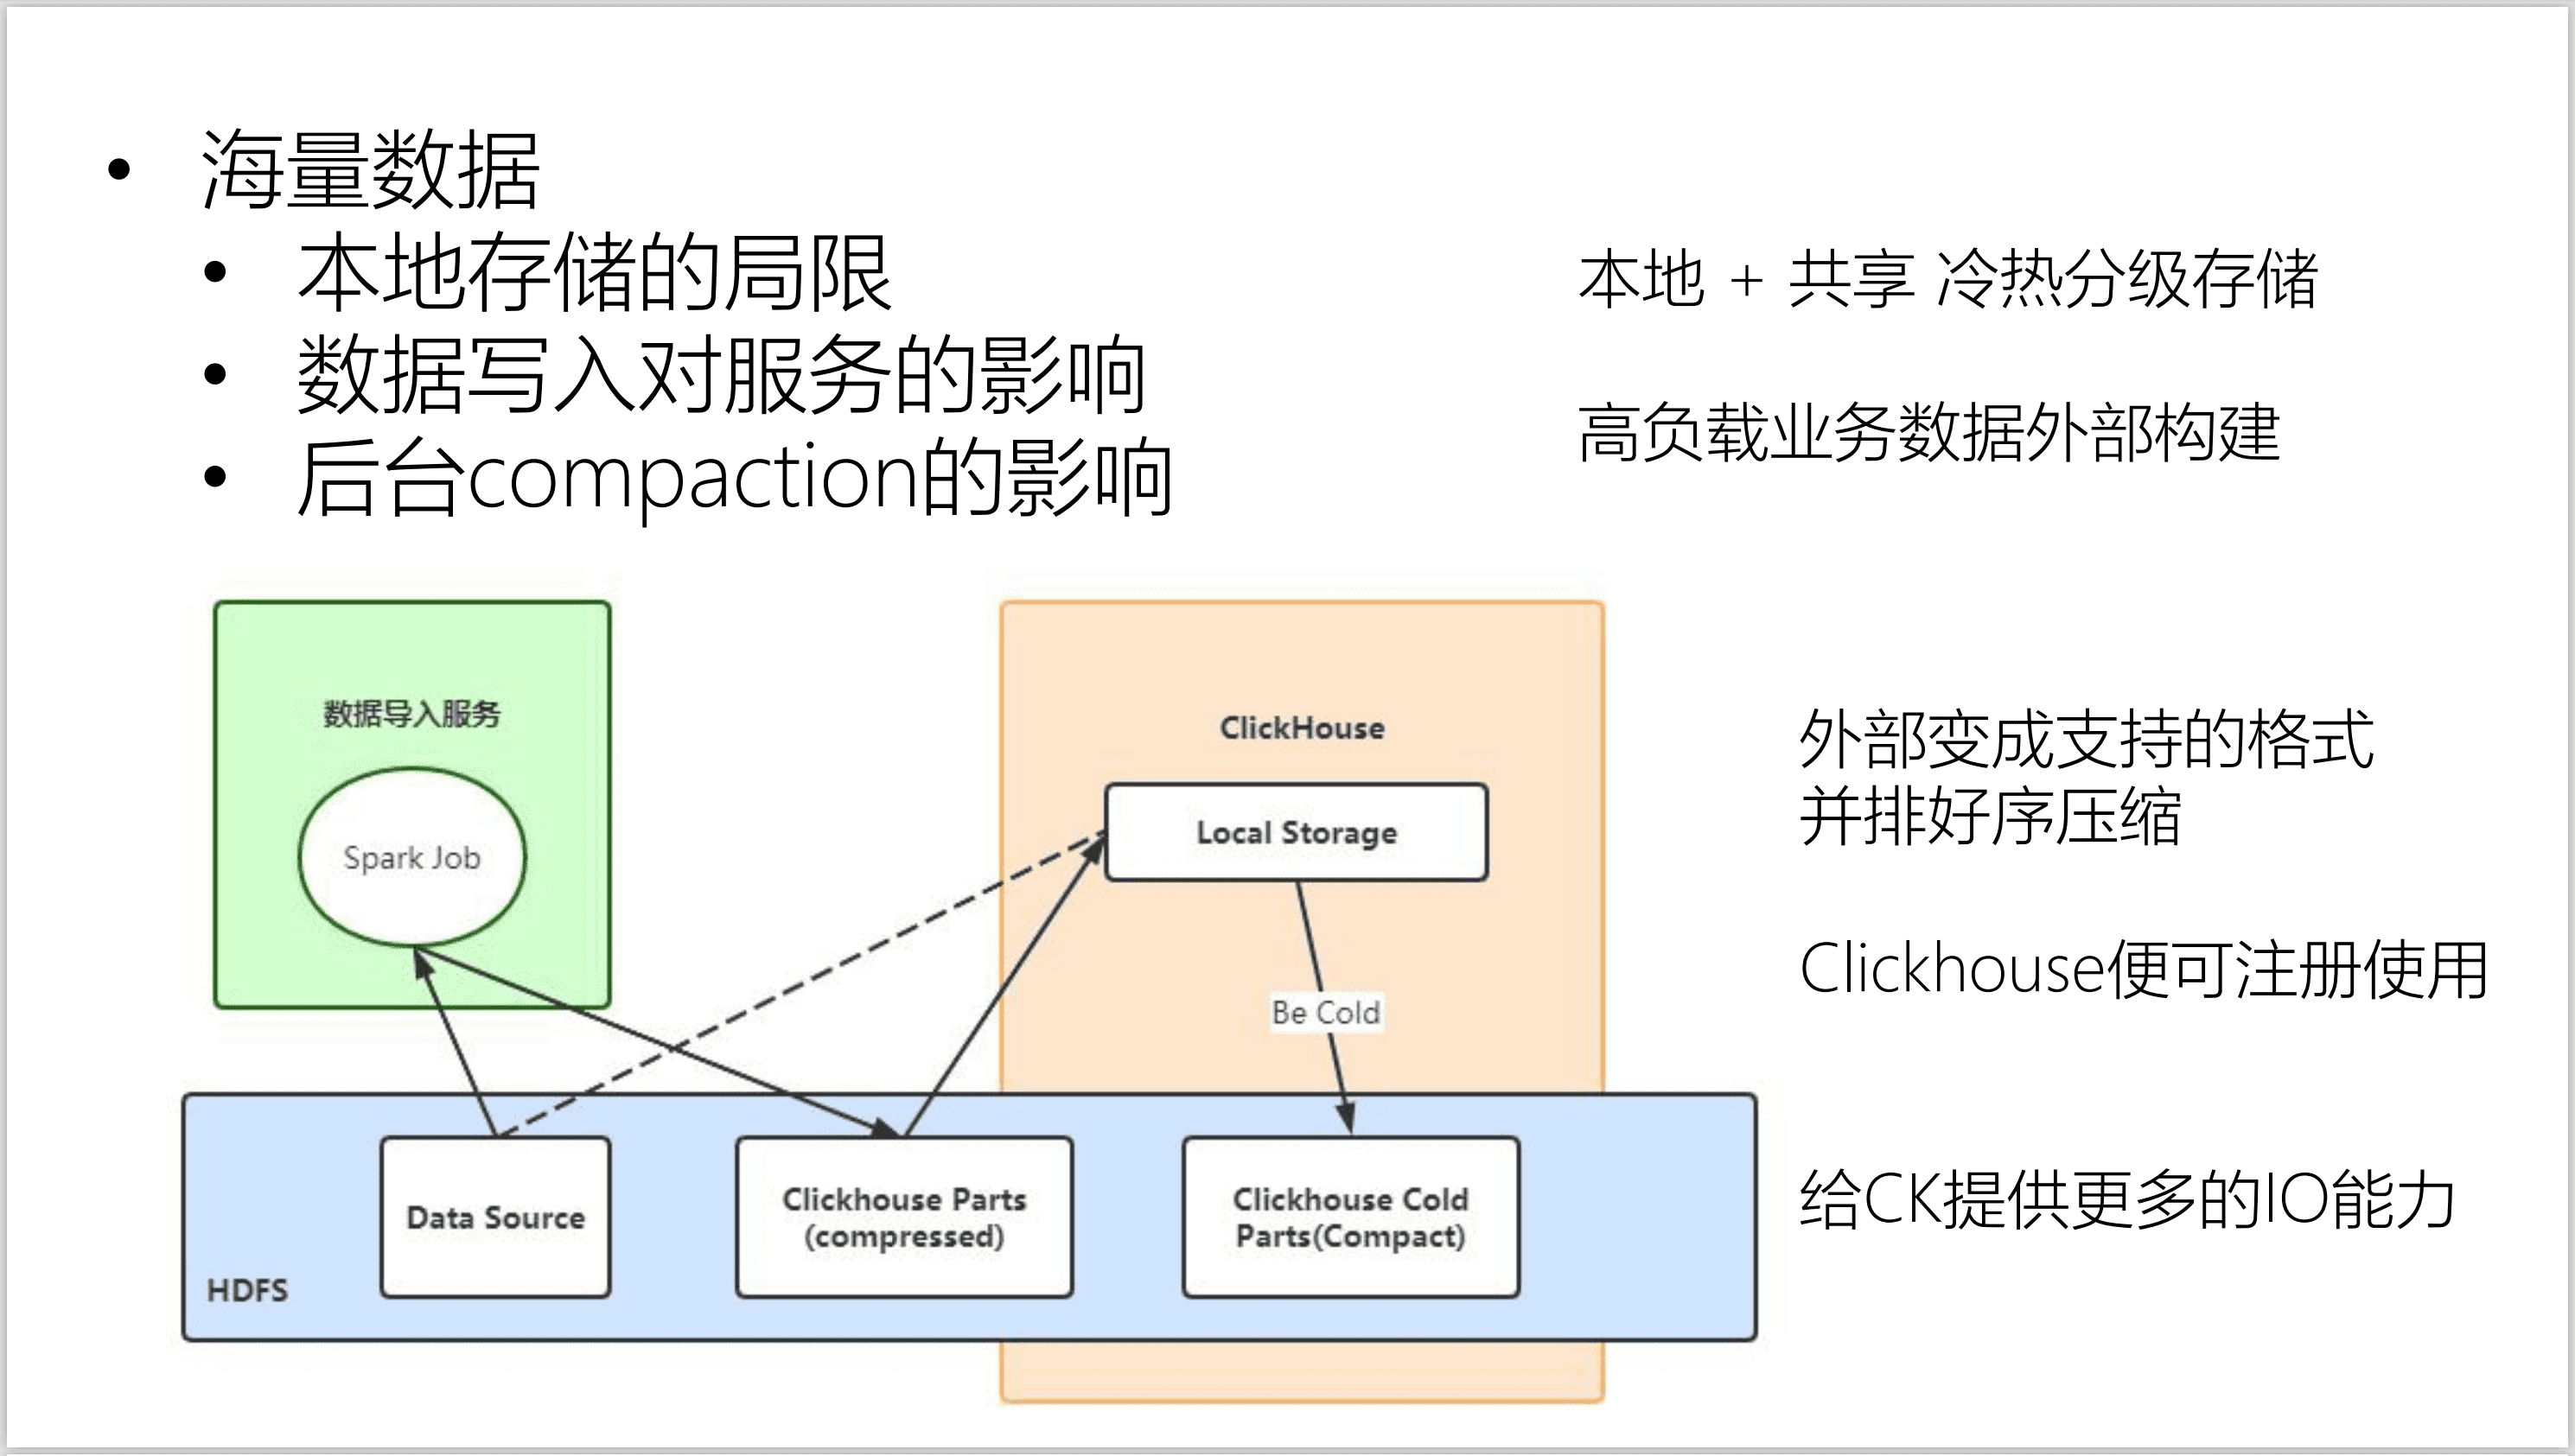 海量数据
本地存储的局限
数据写入对服务的影响
后台compaction的影响
本地 + 共享 冷热分级存储
高负载业务数据外部构建
数据导入服务
Spark Job
ClickHouse
Local Storage
Be Cold
Data Source
Clickhouse Parts
(compressed)
Clickhouse Cold
Parts(Compact)
HDFS
外部变成支持的格式
并排好序压缩
Clickhouse便可注册使用
给CK提供更多的IO能力